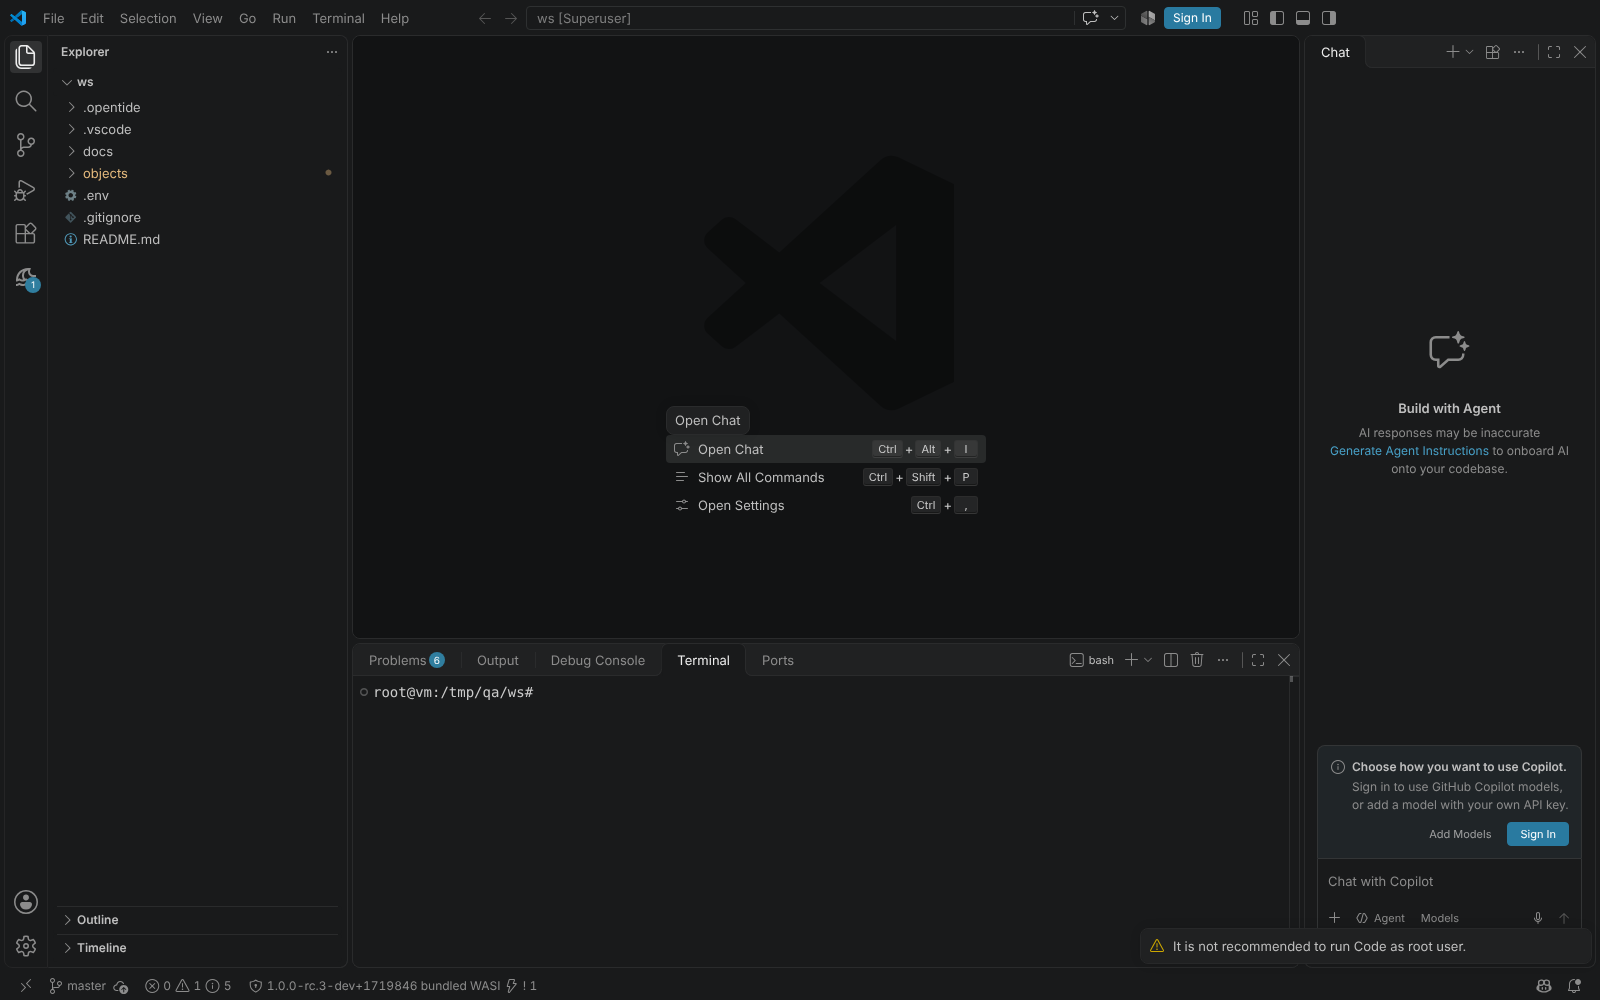 File Edit Selection View Go Run Terminal Help
ws [Superuser]
Sign In
Explorer
ws
.opentide
.vscode
docs
objects
.env
.gitignore
README.md
1
Outline
Timeline
Open Chat
Open Chat Ctrl + Alt + I
Show All Commands Ctrl + Shift + P
Open Settings Ctrl + ,
Problems 6 Output Debug Console Terminal Ports
bash
root@vm:/tmp/qa/ws#
Chat
Build with Agent
AI responses may be inaccurate
Generate Agent Instructions to onboard AI
onto your codebase.
Choose how you want to use Copilot.
Sign in to use GitHub Copilot models,
or add a model with your own API key.
Add Models Sign In
Chat with Copilot
Agent Models
It is not recommended to run Code as root user.
master 0 1 5 1.0.0-rc.3-dev+1719846 bundled WASI ! 1